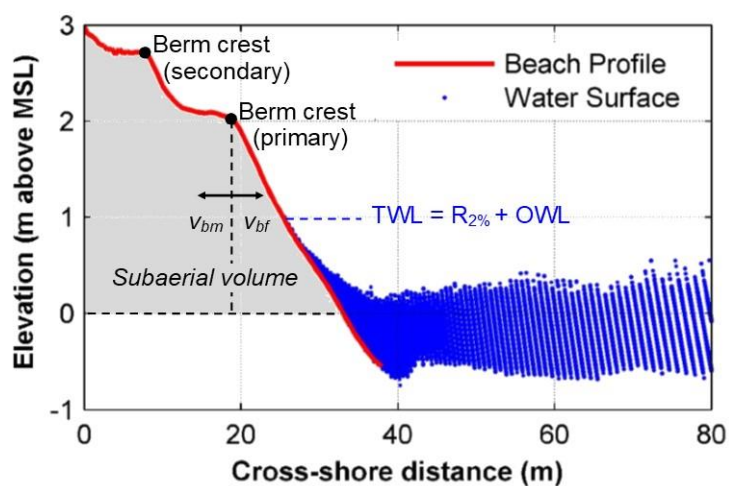 3
2
1
0
-1
Elevation (m above MSL)
Berm crest
(secondary)
Berm crest
(primary)
Beach Profile
Water Surface
v_bm
v_bf
TWL = R_2% + OWL
Subaerial volume
0
20
40
60
80
Cross-shore distance (m)